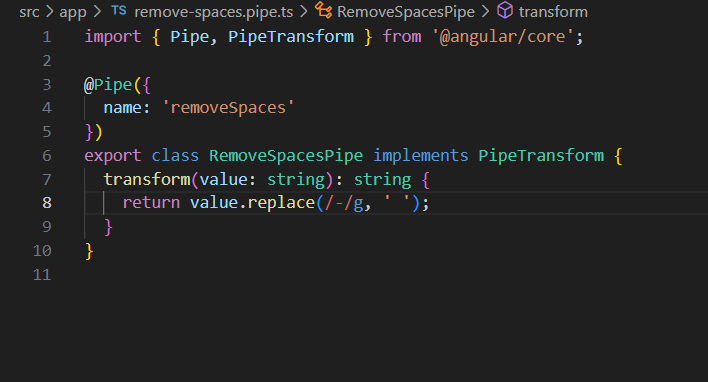 src > app > TS remove-spaces.pipe.ts > RemoveSpacesPipe > transform
1 import { Pipe, PipeTransform } from '@angular/core';
2
3 @Pipe({
4   name: 'removeSpaces'
5 })
6 export class RemoveSpacesPipe implements PipeTransform {
7   transform(value: string): string {
8     return value.replace(/-/g, ' ');
9   }
10 }
11